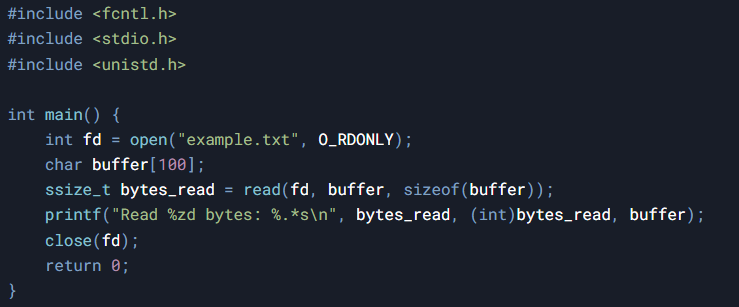 #include <fcntl.h>
#include <stdio.h>
#include <unistd.h>

int main() {
    int fd = open("example.txt", O_RDONLY);
    char buffer[100];
    ssize_t bytes_read = read(fd, buffer, sizeof(buffer));
    printf("Read %zd bytes: %.*s\n", bytes_read, (int)bytes_read, buffer);
    close(fd);
    return 0;
}